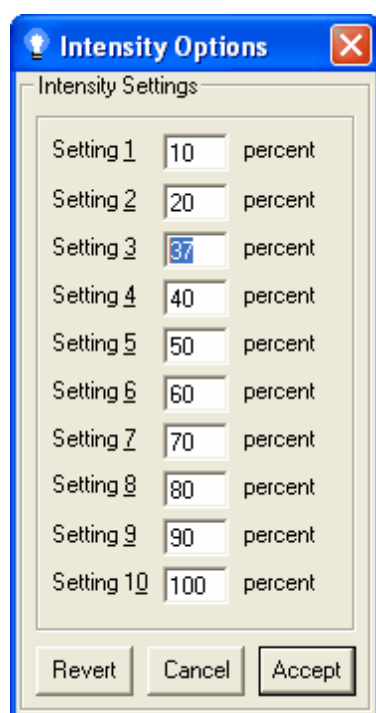 Intensity Options
Intensity Settings
Setting 1 10 percent
Setting 2 20 percent
Setting 3 37 percent
Setting 4 40 percent
Setting 5 50 percent
Setting 6 60 percent
Setting 7 70 percent
Setting 8 80 percent
Setting 9 90 percent
Setting 10 100 percent
Revert Cancel Accept